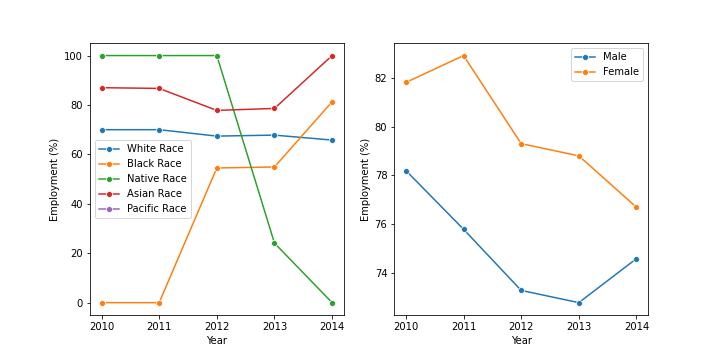 100
80
60
40
20
0
Employment (%)
White Race
Black Race
Native Race
Asian Race
Pacific Race
2010 2011 2012 2013 2014
Year
82
80
78
76
74
Employment (%)
Male
Female
2010 2011 2012 2013 2014
Year